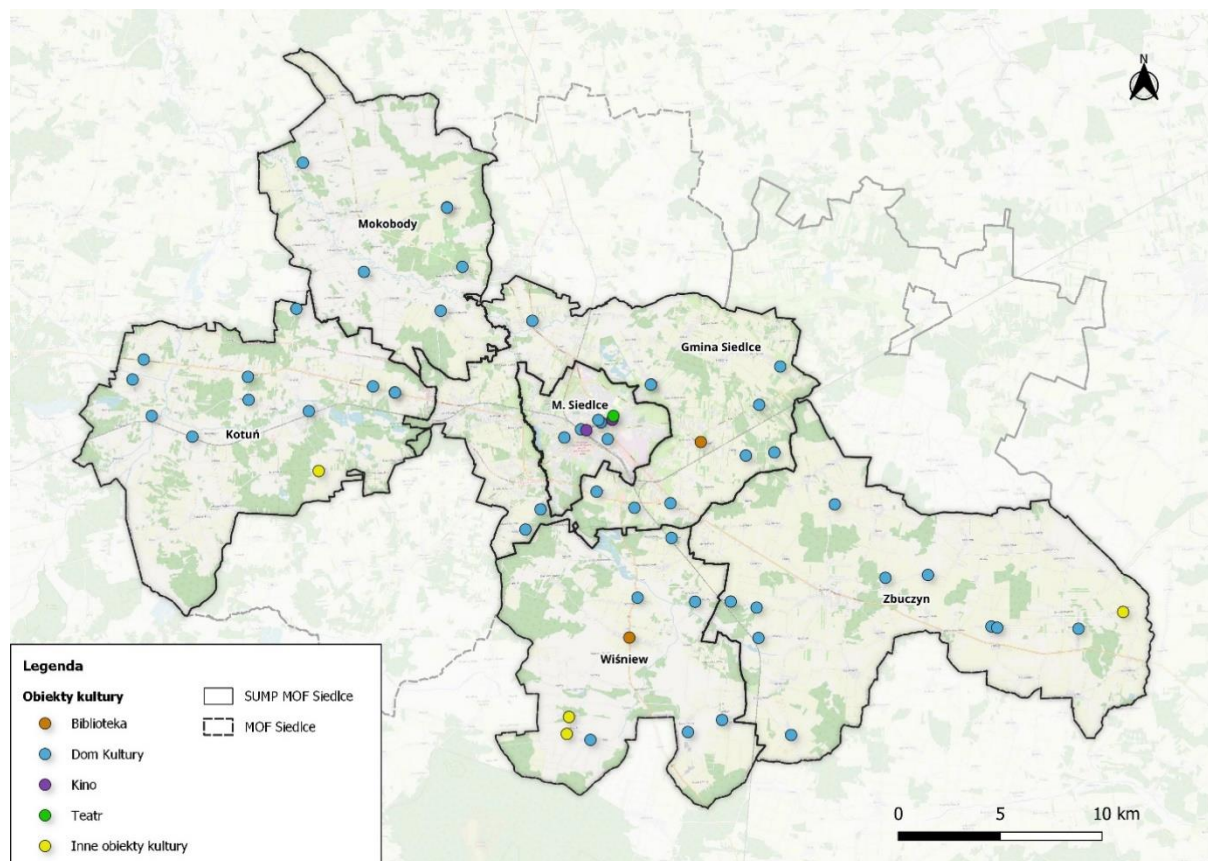 N
Mokobody
Gmina Siedlce
M. Siedlce
Kotuń
Zbuczyn
Wiśniew
Legenda
Obiekty kultury
SUMP MOF Siedlce
Biblioteka
MOF Siedlce
Dom Kultury
Kino
Teatr
Inne obiekty kultury
0 5 10 km